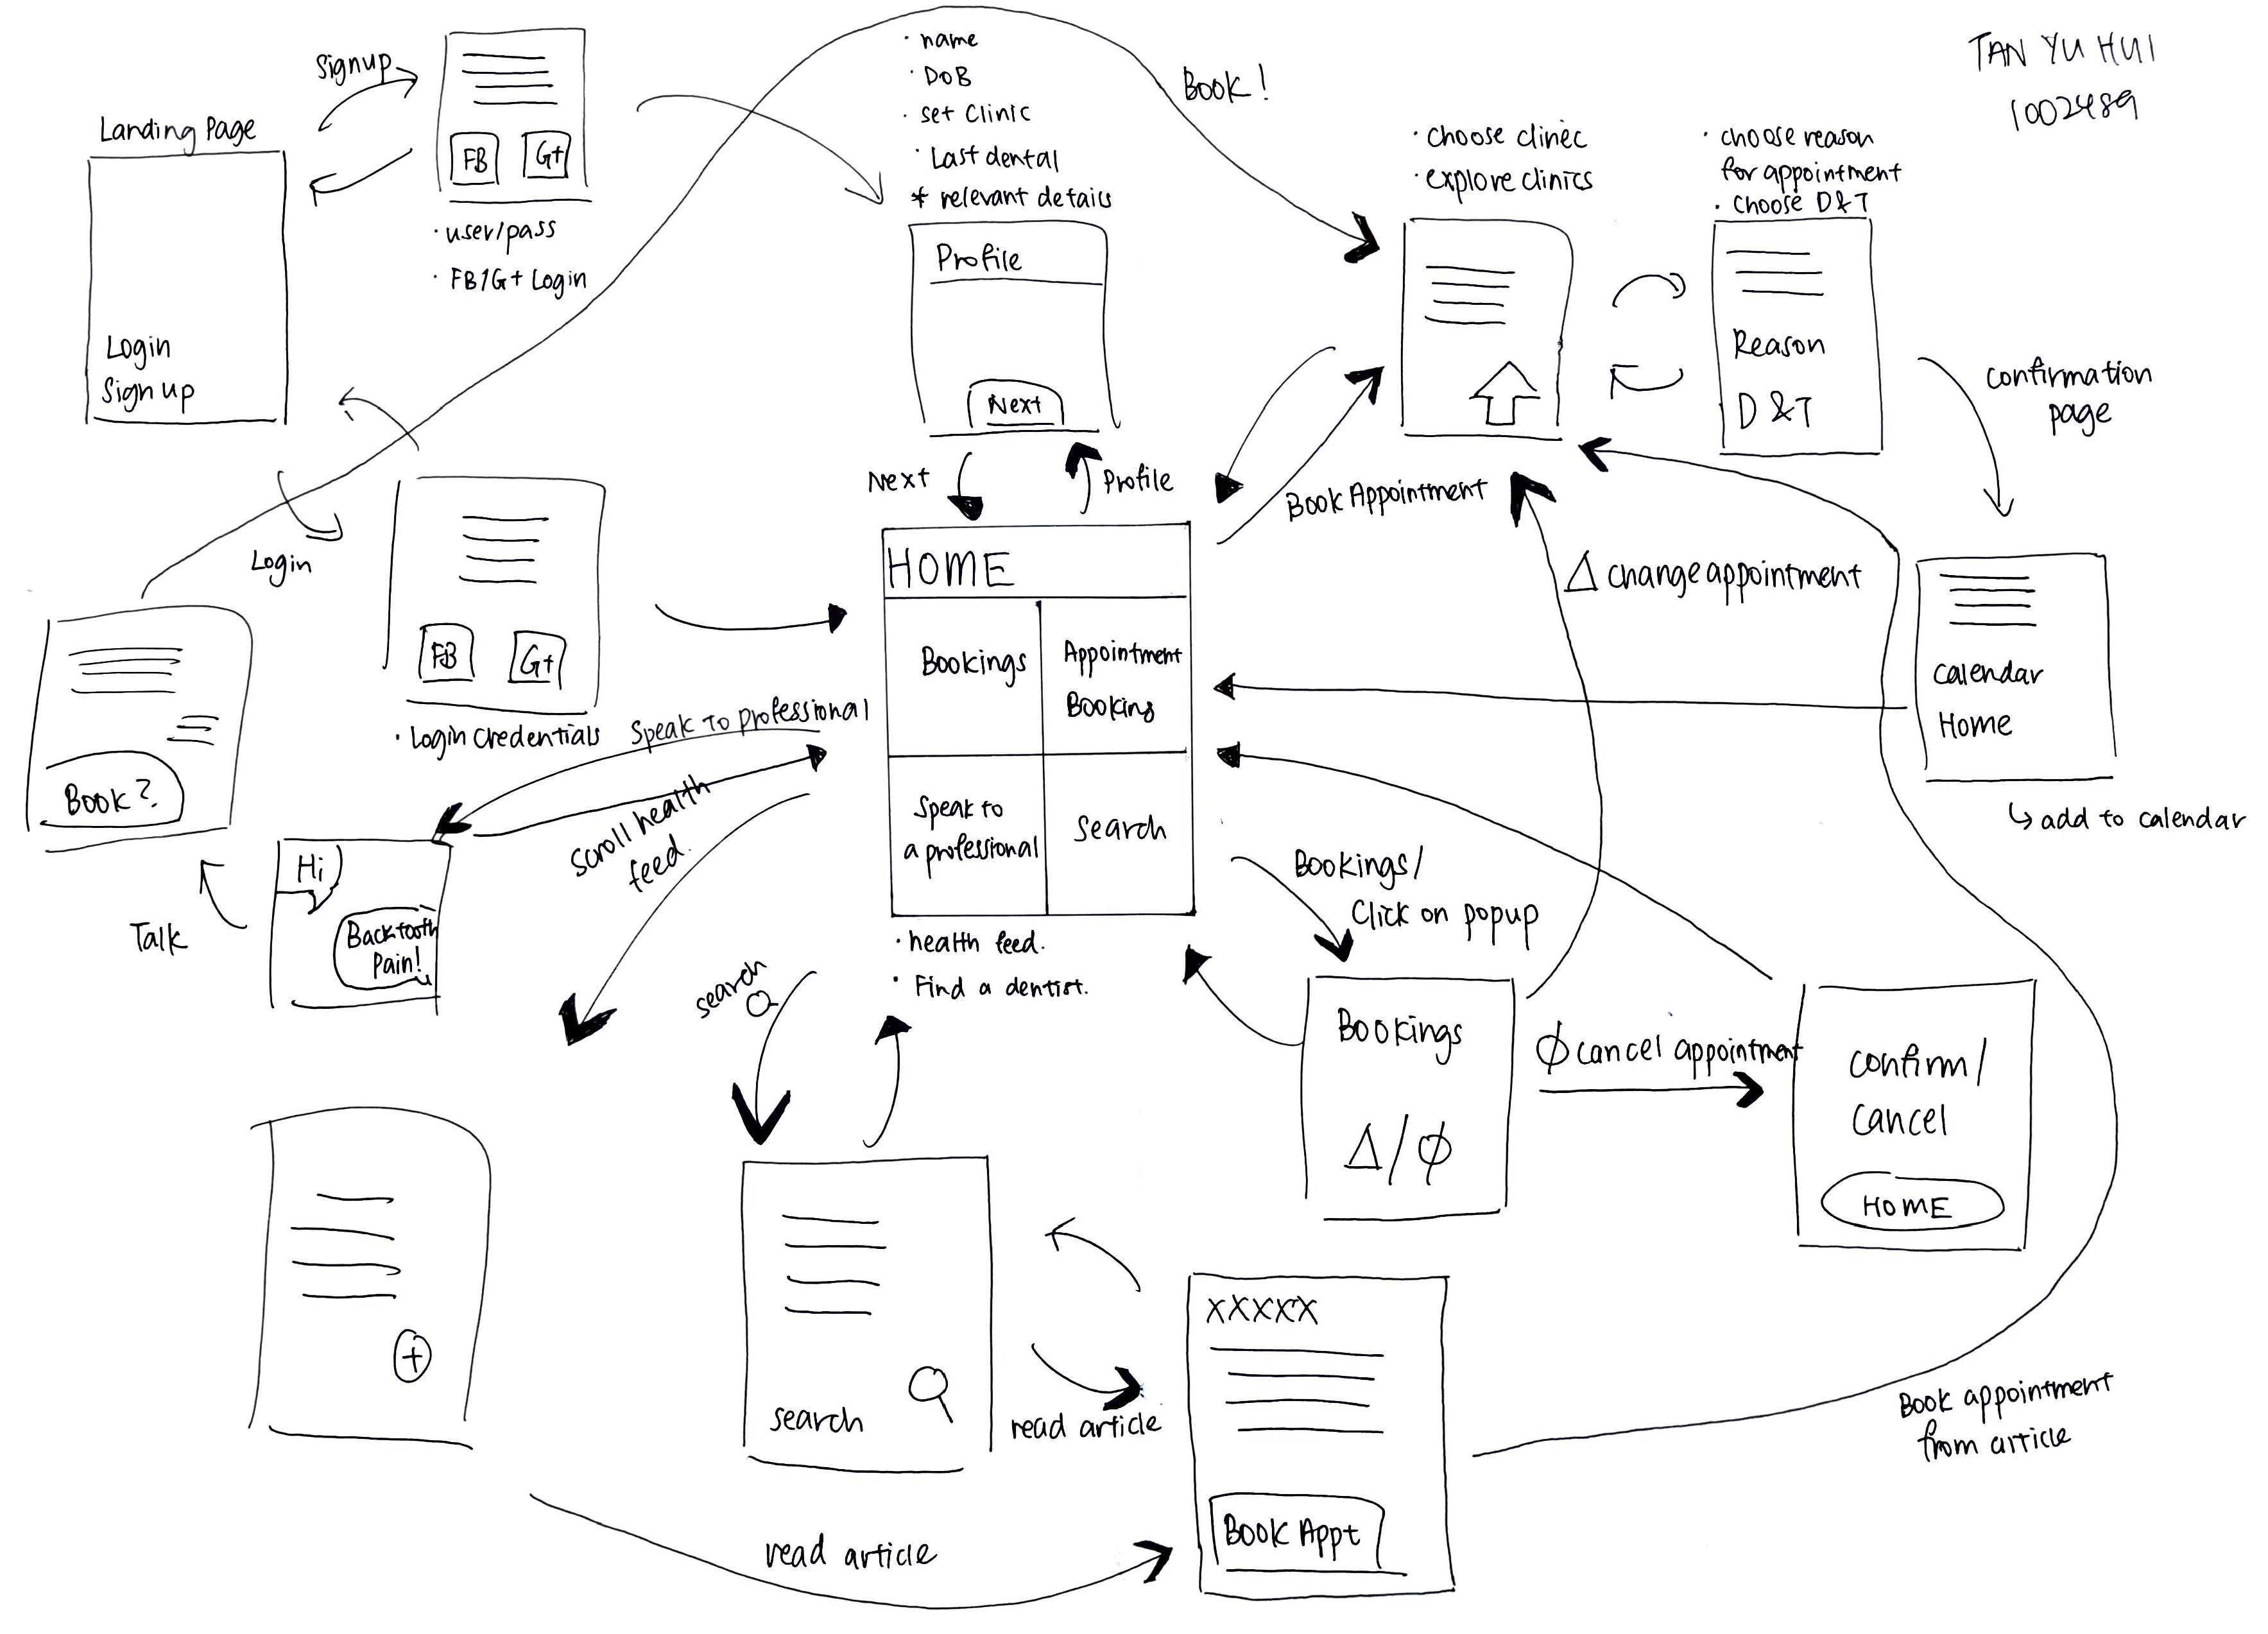 TAN YU HUI
1002489
Signup
Landing Page
Login
Sign up
FB
G+
· user/pass
· FB/G+ Login
· name
· DoB
· set Clinic
· Last dental
* relevant details
Profile
Next
Book!
· choose clinic
· explore clinics
· choose reason
for appointment
· choose D&T
Reason
D&T
confirmation
page
Login
FB
G+
· Login Credentials
Next
Profile
Book Appointment
Δ change appointment
HOME
Bookings
Appointment
Booking
Speak to
a professional
Search
· health feed.
· Find a dentist.
calendar
Home
↳ add to calendar
Book?
Speak To professional
scroll health
feed.
Hi
Back tooth
Pain!
Talk
search
Bookings/
Click on popup
Bookings
Δ/ϕ
ϕ cancel appointment
confirm/
cancel
HOME
+
search
read article
XXXXX
Book Appt
Book appointment
from article
read article